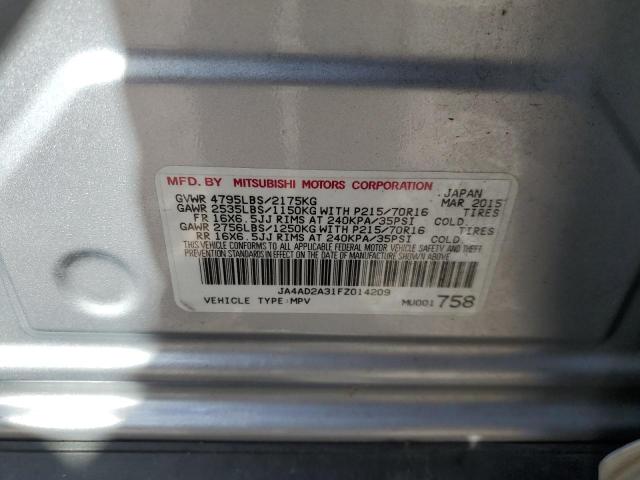 MFD. BY MITSUBISHI MOTORS CORPORATION JAPAN
GVWR 4795LBS/2175KG MAR 2015
GAWR 2535LBS/1150KG WITH P215/70R16 TIRES
FR 16X6.5JJ RIMS AT 240KPA/35PSI COLD
GAWR 2756LBS/1250KG WITH P215/70R16 TIRES
RR 16X6.5JJ RIMS AT 240KPA/35PSI COLD
THIS VEHICLE CONFORMS TO ALL APPLICABLE FEDERAL MOTOR VEHICLE SAFETY AND THEFT
PREVENTION STANDARDS IN EFFECT ON THE DATE OF MANUFACTURE SHOWN ABOVE.
JA4AD2A31FZ014209
VEHICLE TYPE:MPV MU001 758